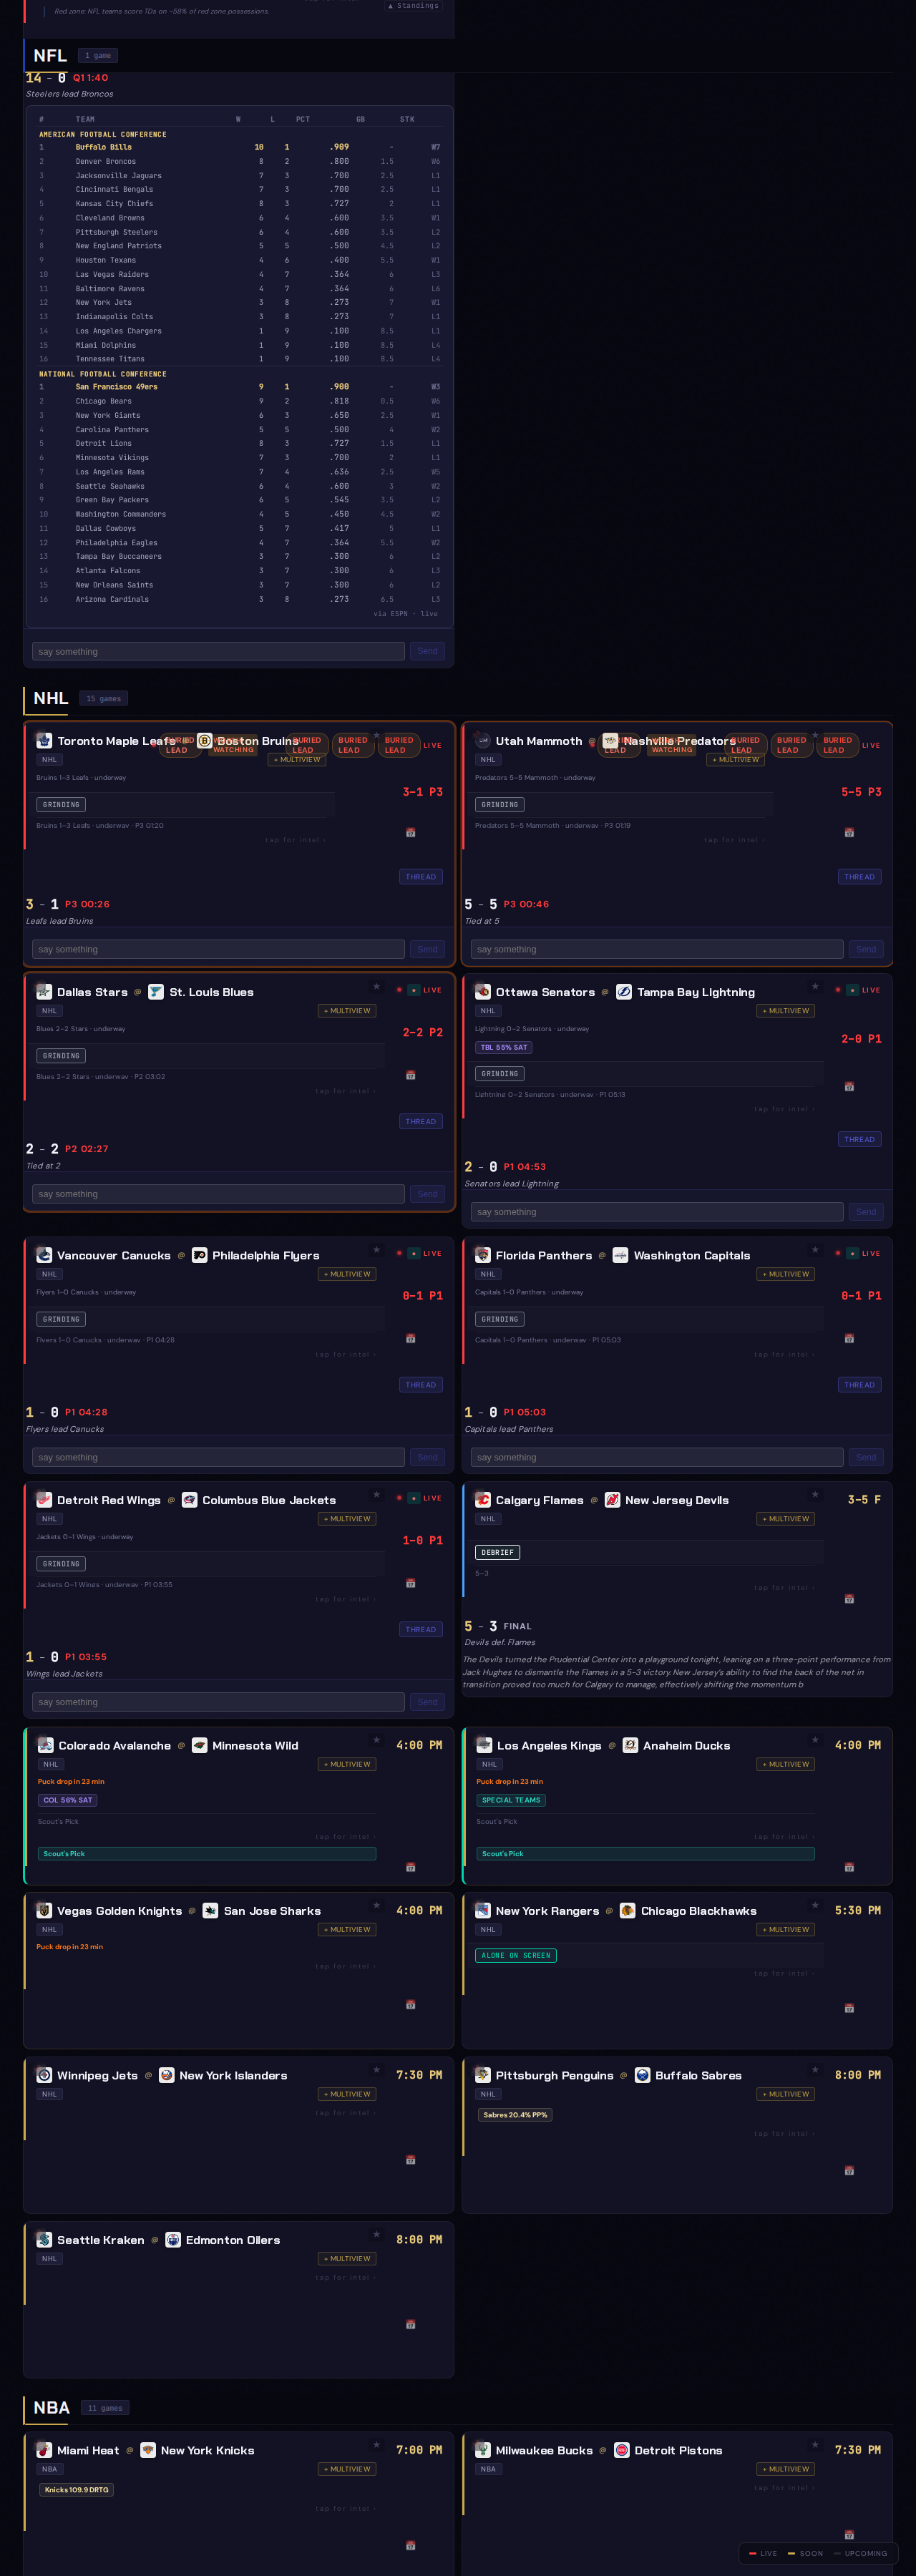 Red zone: NFL teams score TDs on ~58% of red zone possessions.
▲ Standings
NFL 1 game
14 – 0 Q1 1:40
Steelers lead Broncos
# TEAM W L PCT GB STK
AMERICAN FOOTBALL CONFERENCE
1 Buffalo Bills 10 1 .909 - W7
2 Denver Broncos 8 2 .800 1.5 W6
3 Jacksonville Jaguars 7 3 .700 2.5 L1
4 Cincinnati Bengals 7 3 .700 2.5 L1
5 Kansas City Chiefs 8 3 .727 2 L1
6 Cleveland Browns 6 4 .600 3.5 W1
7 Pittsburgh Steelers 6 4 .600 3.5 L2
8 New England Patriots 5 5 .500 4.5 L2
9 Houston Texans 4 6 .400 5.5 W1
10 Las Vegas Raiders 4 7 .364 6 L3
11 Baltimore Ravens 4 7 .364 6 L6
12 New York Jets 3 8 .273 7 W1
13 Indianapolis Colts 3 8 .273 7 L1
14 Los Angeles Chargers 1 9 .100 8.5 L1
15 Miami Dolphins 1 9 .100 8.5 L4
16 Tennessee Titans 1 9 .100 8.5 L4
NATIONAL FOOTBALL CONFERENCE
1 San Francisco 49ers 9 1 .900 - W3
2 Chicago Bears 9 2 .818 0.5 W6
3 New York Giants 6 3 .650 2.5 W1
4 Carolina Panthers 5 5 .500 4 W2
5 Detroit Lions 8 3 .727 1.5 L1
6 Minnesota Vikings 7 3 .700 2 L1
7 Los Angeles Rams 7 4 .636 2.5 W5
8 Seattle Seahawks 6 4 .600 3 W2
9 Green Bay Packers 6 5 .545 3.5 L2
10 Washington Commanders 4 5 .450 4.5 W2
11 Dallas Cowboys 5 7 .417 5 L1
12 Philadelphia Eagles 4 7 .364 5.5 W2
13 Tampa Bay Buccaneers 3 7 .300 6 L2
14 Atlanta Falcons 3 7 .300 6 L3
15 New Orleans Saints 3 7 .300 6 L2
16 Arizona Cardinals 3 8 .273 6.5 L3
via ESPN · live
say something Send
NHL 15 games
Toronto Maple Leafs @ Boston Bruins
WATCHING
BURIED LEAD
BURIED LEAD
BURIED LEAD
LIVE
NHL + MULTIVIEW
Bruins 1–3 Leafs · underway
3–1 P3
GRINDING
Bruins 1–3 Leafs · underway · P3 01:20
tap for intel ›
THREAD
3 – 1 P3 00:26
Leafs lead Bruins
say something Send
Utah Mammoth @ Nashville Predators
WATCHING
BURIED LEAD
BURIED LEAD
BURIED LEAD
LIVE
NHL + MULTIVIEW
Predators 5–5 Mammoth · underway
5–5 P3
GRINDING
Predators 5–5 Mammoth · underway · P3 01:19
tap for intel ›
THREAD
5 – 5 P3 00:46
Tied at 5
say something Send
Dallas Stars @ St. Louis Blues
LIVE
NHL + MULTIVIEW
Blues 2–2 Stars · underway
2–2 P2
GRINDING
Blues 2–2 Stars · underway · P2 03:02
tap for intel ›
THREAD
2 – 2 P2 02:27
Tied at 2
say something Send
Ottawa Senators @ Tampa Bay Lightning
LIVE
NHL + MULTIVIEW
Lightning 0–2 Senators · underway
2–0 P1
TBL 55% SAT
GRINDING
Lightning 0–2 Senators · underway · P1 05:13
tap for intel ›
THREAD
2 – 0 P1 04:53
Senators lead Lightning
say something Send
Vancouver Canucks @ Philadelphia Flyers
LIVE
NHL + MULTIVIEW
Flyers 1–0 Canucks · underway
0–1 P1
GRINDING
Flyers 1–0 Canucks · underway · P1 04:28
tap for intel ›
THREAD
1 – 0 P1 04:28
Flyers lead Canucks
say something Send
Florida Panthers @ Washington Capitals
LIVE
NHL + MULTIVIEW
Capitals 1–0 Panthers · underway
0–1 P1
GRINDING
Capitals 1–0 Panthers · underway · P1 05:03
tap for intel ›
THREAD
1 – 0 P1 05:03
Capitals lead Panthers
say something Send
Detroit Red Wings @ Columbus Blue Jackets
LIVE
NHL + MULTIVIEW
Jackets 0–1 Wings · underway
1–0 P1
GRINDING
Jackets 0–1 Wings · underway · P1 03:55
tap for intel ›
THREAD
1 – 0 P1 03:55
Wings lead Jackets
say something Send
Calgary Flames @ New Jersey Devils
3–5 F
NHL + MULTIVIEW
DEBRIEF
5–3
tap for intel ›
5 – 3 FINAL
Devils def. Flames
The Devils turned the Prudential Center into a playground tonight, leaning on a three-point performance from
Jack Hughes to dismantle the Flames in a 5-3 victory. New Jersey's ability to find the back of the net in
transition proved too much for Calgary to manage, effectively shifting the momentum b
Colorado Avalanche @ Minnesota Wild
4:00 PM
NHL + MULTIVIEW
Puck drop in 23 min
COL 56% SAT
Scout's Pick
tap for intel ›
Scout's Pick
Los Angeles Kings @ Anaheim Ducks
4:00 PM
NHL + MULTIVIEW
Puck drop in 23 min
SPECIAL TEAMS
Scout's Pick
tap for intel ›
Scout's Pick
Vegas Golden Knights @ San Jose Sharks
4:00 PM
NHL + MULTIVIEW
Puck drop in 23 min
tap for intel ›
New York Rangers @ Chicago Blackhawks
5:30 PM
NHL + MULTIVIEW
ALONE ON SCREEN
tap for intel ›
Winnipeg Jets @ New York Islanders
7:30 PM
NHL + MULTIVIEW
tap for intel ›
Pittsburgh Penguins @ Buffalo Sabres
8:00 PM
NHL + MULTIVIEW
Sabres 20.4% PP%
tap for intel ›
Seattle Kraken @ Edmonton Oilers
8:00 PM
NHL + MULTIVIEW
tap for intel ›
NBA 11 games
Miami Heat @ New York Knicks
7:00 PM
NBA + MULTIVIEW
Knicks 109.9 DRTG
tap for intel ›
Milwaukee Bucks @ Detroit Pistons
7:30 PM
NBA + MULTIVIEW
tap for intel ›
LIVE SOON UPCOMING